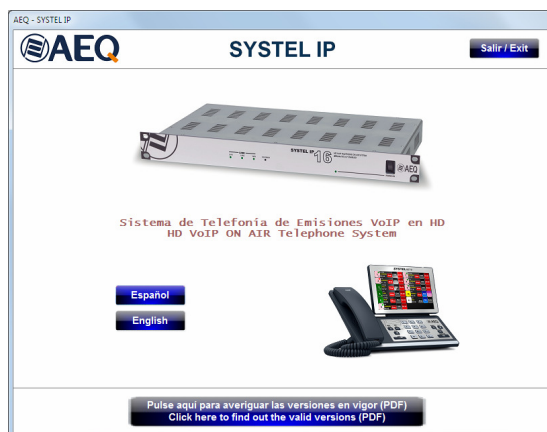 AEQ - SYSTEL IP
AEQ
SYSTEL IP
Salir / Exit
SYSTEL IP 16
AEQ
Sistema de Telefonía de Emisiones VoIP en HD
HD VoIP ON AIR Telephone System
Español
English
Pulse aquí para averiguar las versiones en vigor (PDF)
Click here to find out the valid versions (PDF)